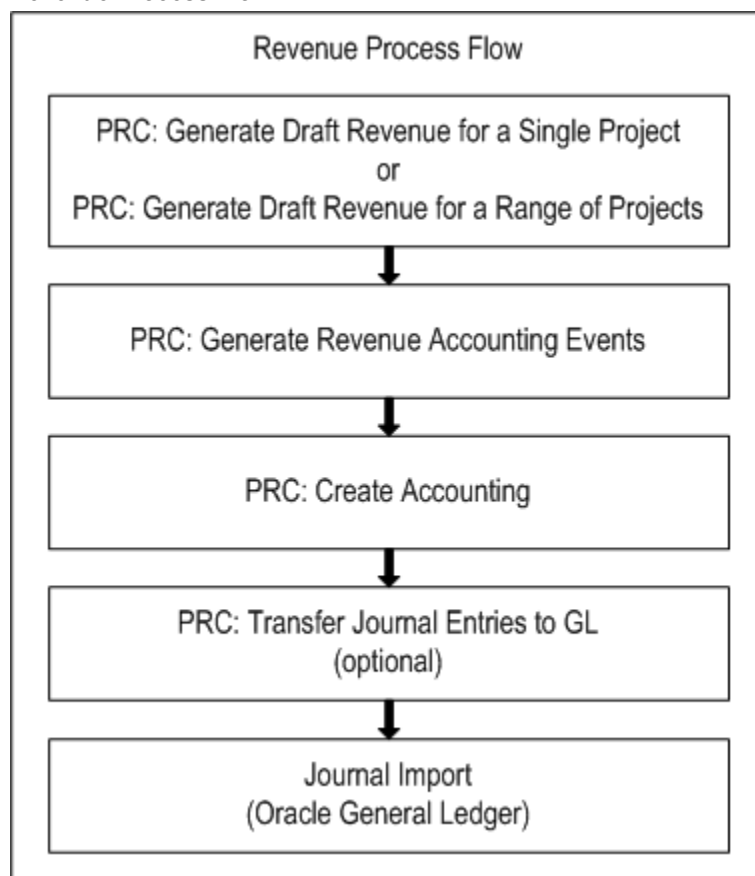 Revenue Process Flow
PRC: Generate Draft Revenue for a Single Project
or
PRC: Generate Draft Revenue for a Range of Projects
PRC: Generate Revenue Accounting Events
PRC: Create Accounting
PRC: Transfer Journal Entries to GL
(optional)
Journal Import
(Oracle General Ledger)